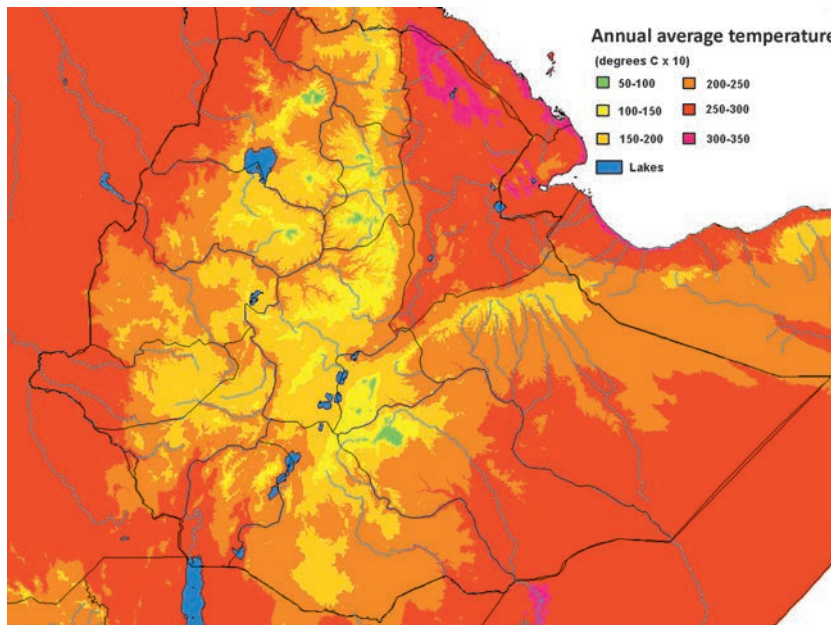 Annual average temperature
(degrees C x 10)
50-100 200-250
100-150 250-300
150-200 300-350
Lakes